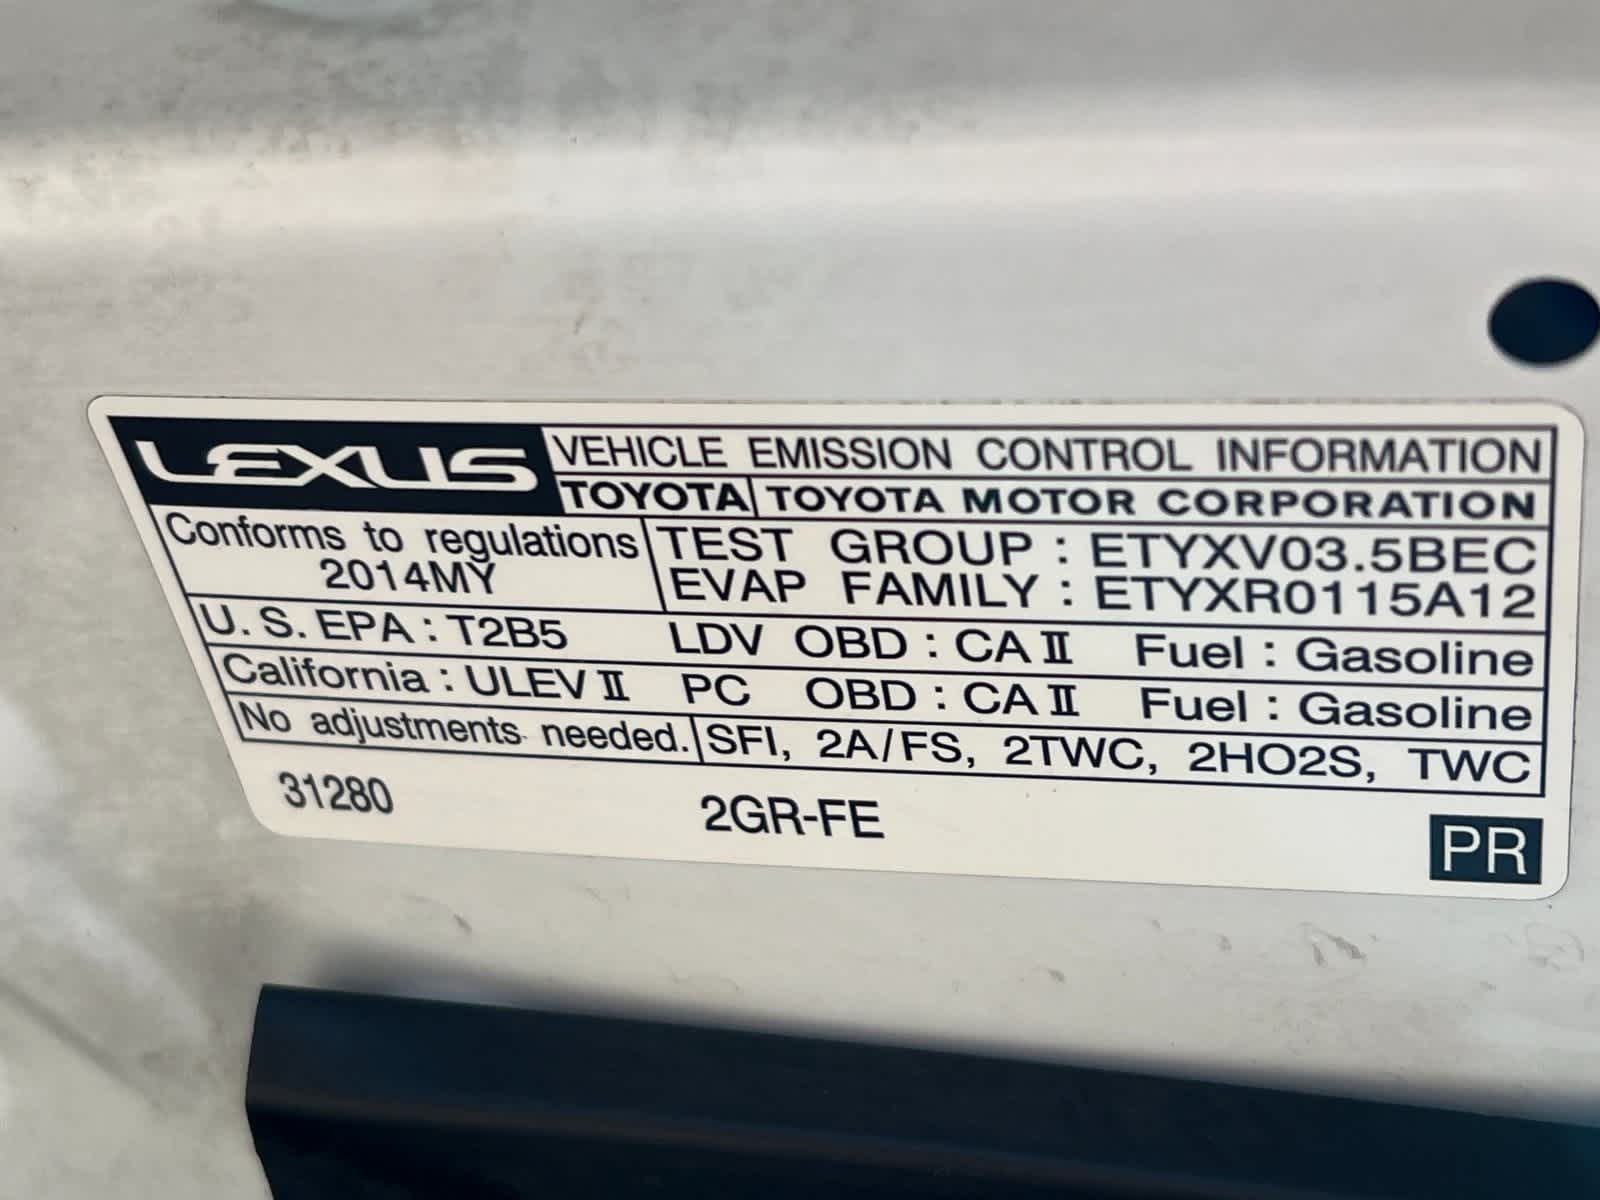 LEXUS VEHICLE EMISSION CONTROL INFORMATION
TOYOTA TOYOTA MOTOR CORPORATION
Conforms to regulations TEST GROUP : ETYXV03.5BEC
2014MY EVAP FAMILY : ETYXR0115A12
U. S. EPA : T2B5 LDV OBD : CA II Fuel : Gasoline
California : ULEV II PC OBD : CA II Fuel : Gasoline
No adjustments needed. SFI, 2A/FS, 2TWC, 2HO2S, TWC
31280 2GR-FE PR